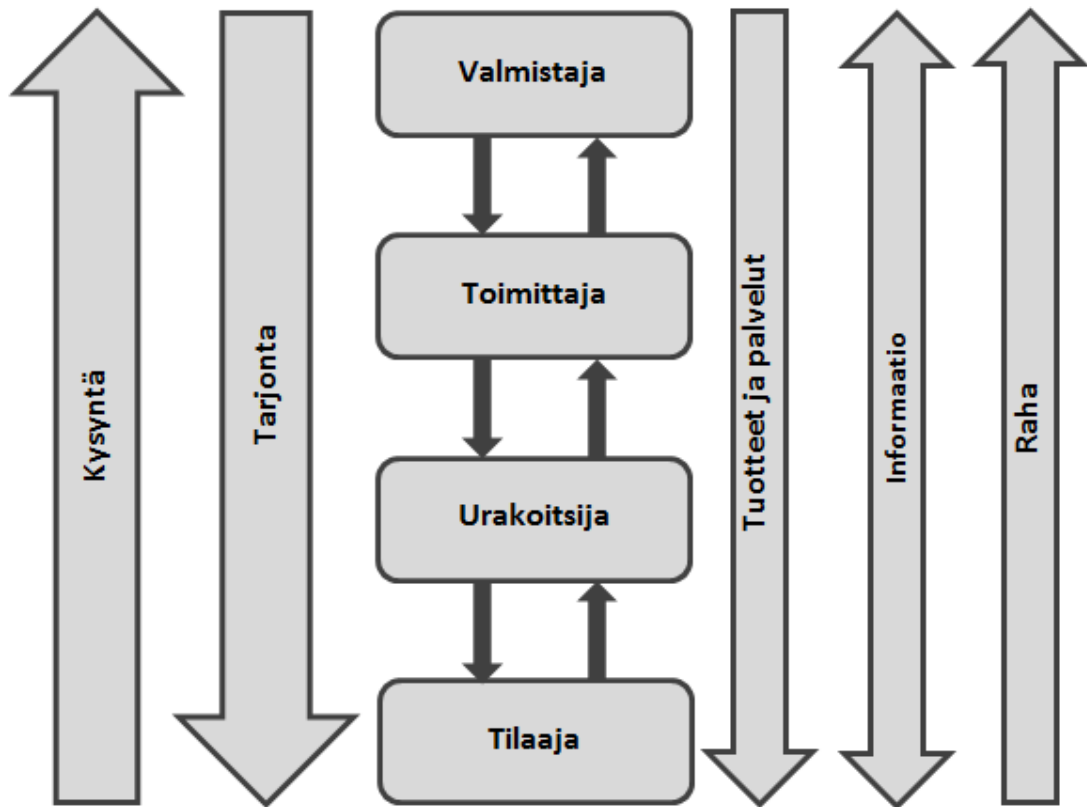 Kysyntä
Tarjonta
Valmistaja
Toimittaja
Urakoitsija
Tilaaja
Tuotteet ja palvelut
Informaatio
Raha